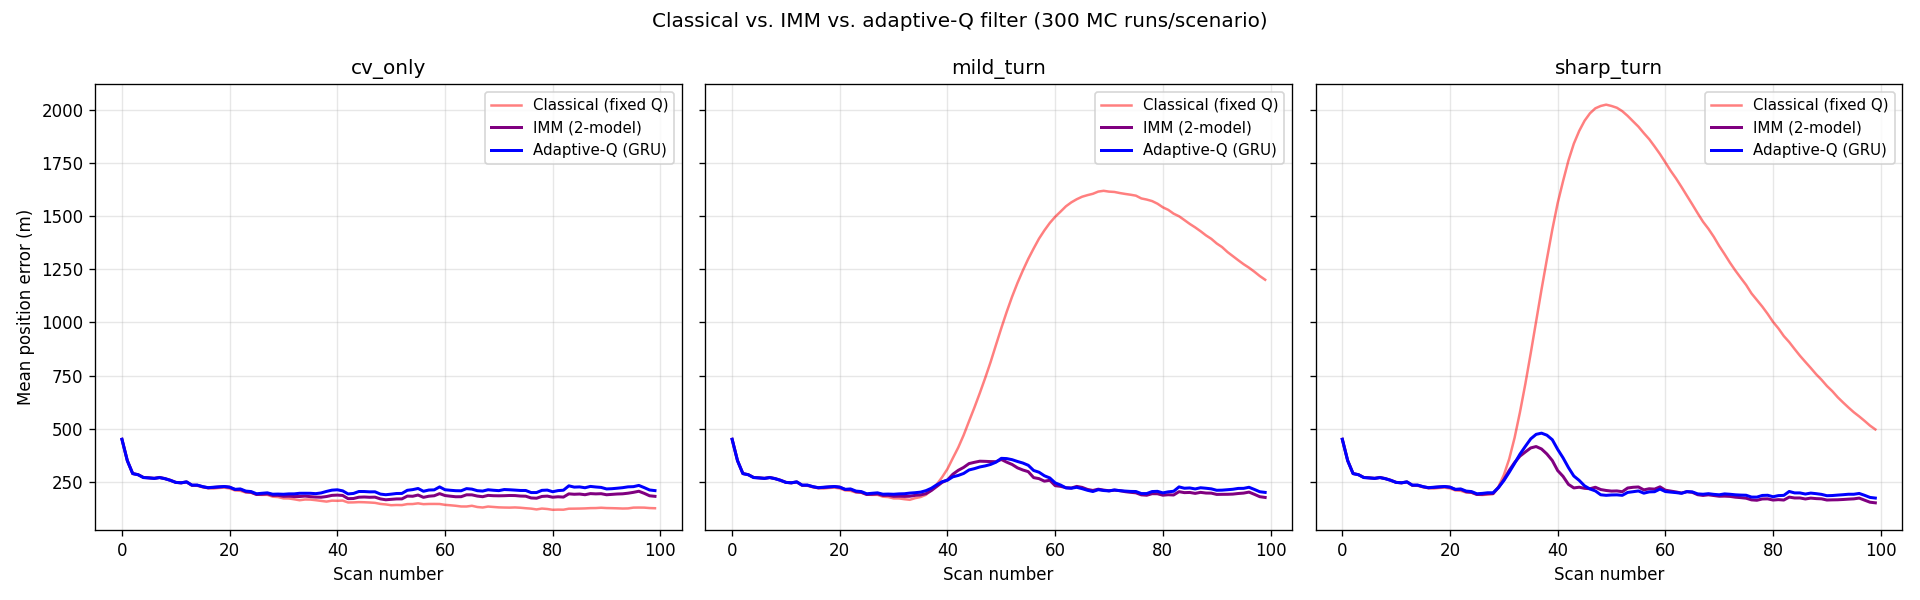 Classical vs. IMM vs. adaptive-Q filter (300 MC runs/scenario)
cv_only
Mean position error (m)
2000
1750
1500
1250
1000
750
500
250
Classical (fixed Q)
IMM (2-model)
Adaptive-Q (GRU)
0
20
40
60
80
100
Scan number
mild_turn
Classical (fixed Q)
IMM (2-model)
Adaptive-Q (GRU)
0
20
40
60
80
100
Scan number
sharp_turn
Classical (fixed Q)
IMM (2-model)
Adaptive-Q (GRU)
0
20
40
60
80
100
Scan number